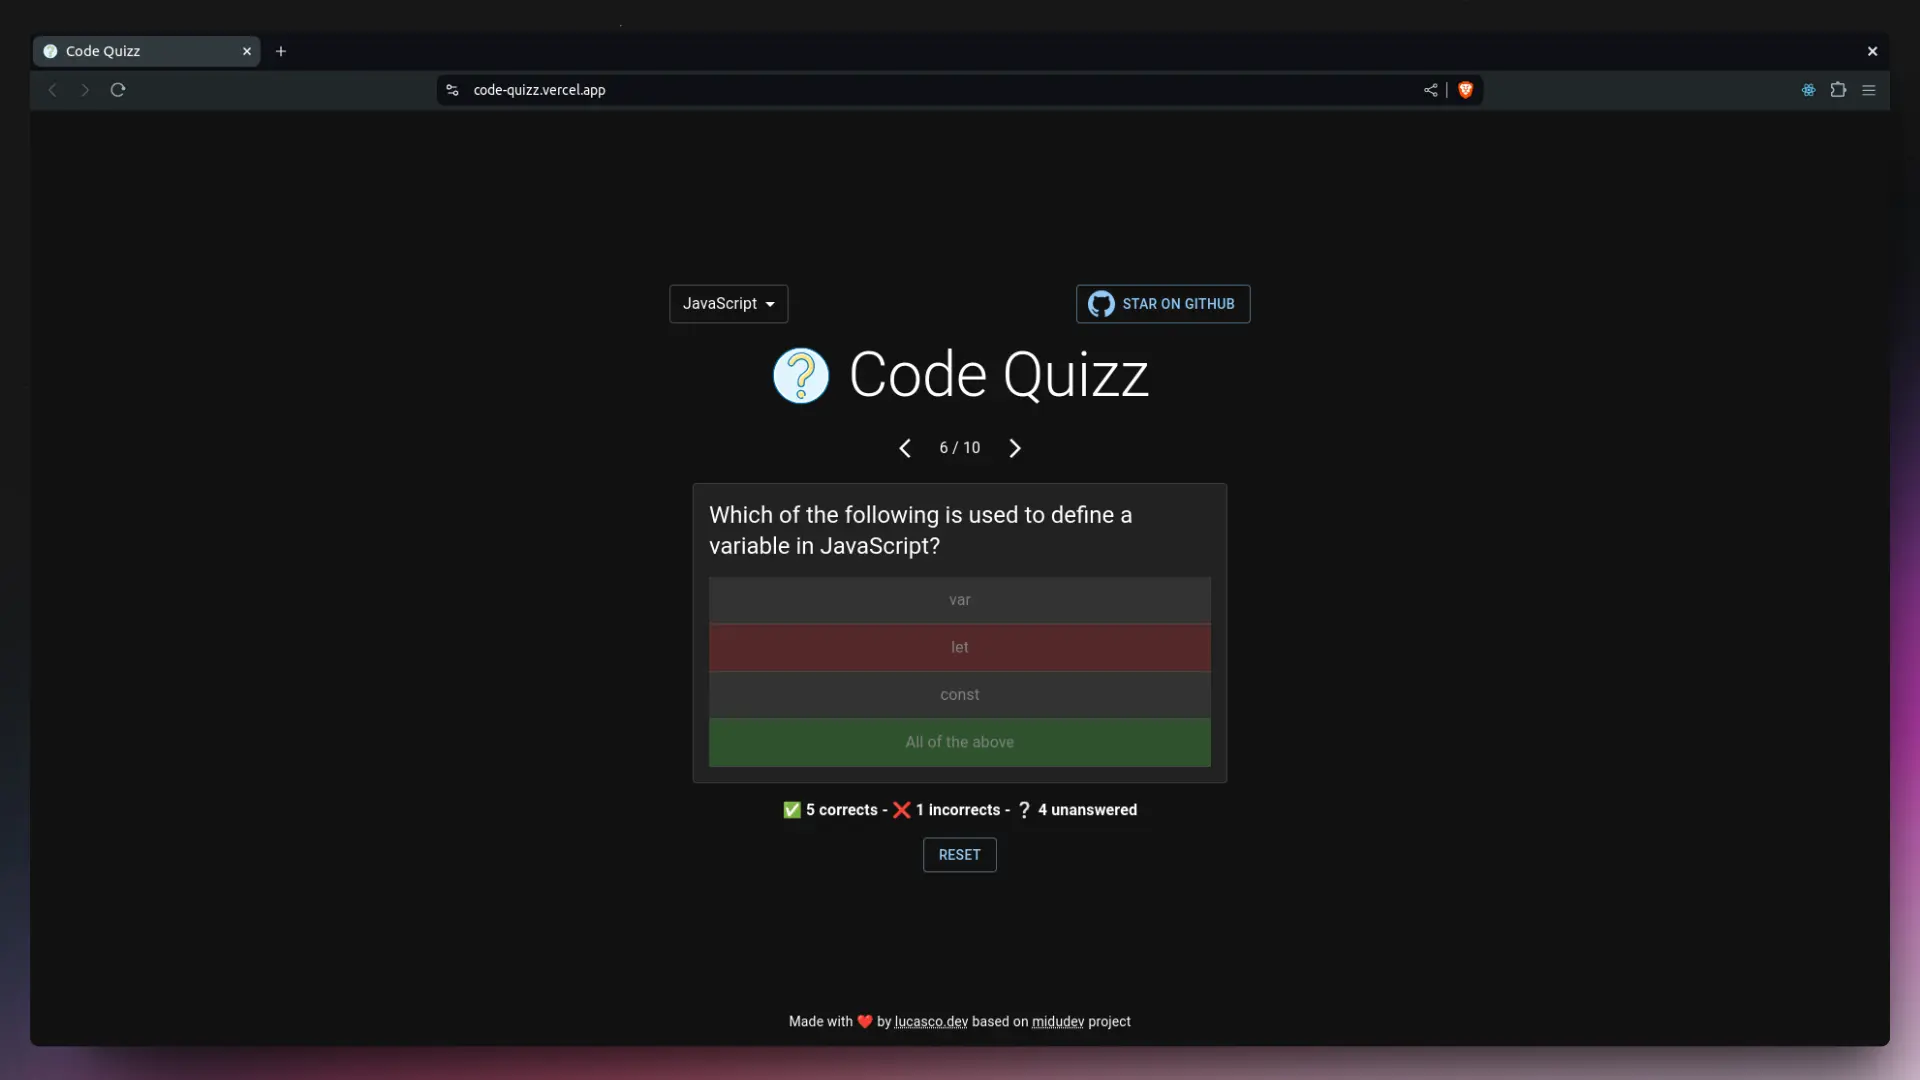 Code Quizz
code-quizz.vercel.app
JavaScript
STAR ON GITHUB
Code Quizz
6 / 10
Which of the following is used to define a
variable in JavaScript?
var
let
const
All of the above
✅ 5 corrects - ❌ 1 incorrects - ❔ 4 unanswered
RESET
Made with ❤️ by lucasco.dev based on midudev project